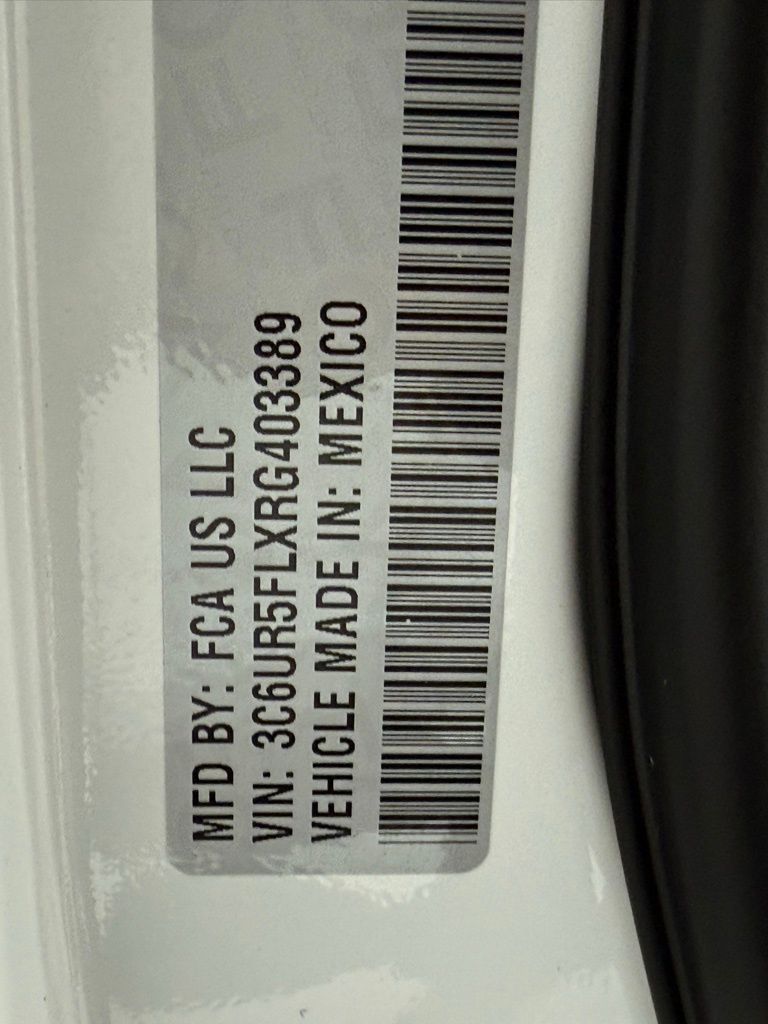 MFD BY: FCA US LLC
VIN: 3C6UR5FLXRG403389
VEHICLE MADE IN: MEXICO